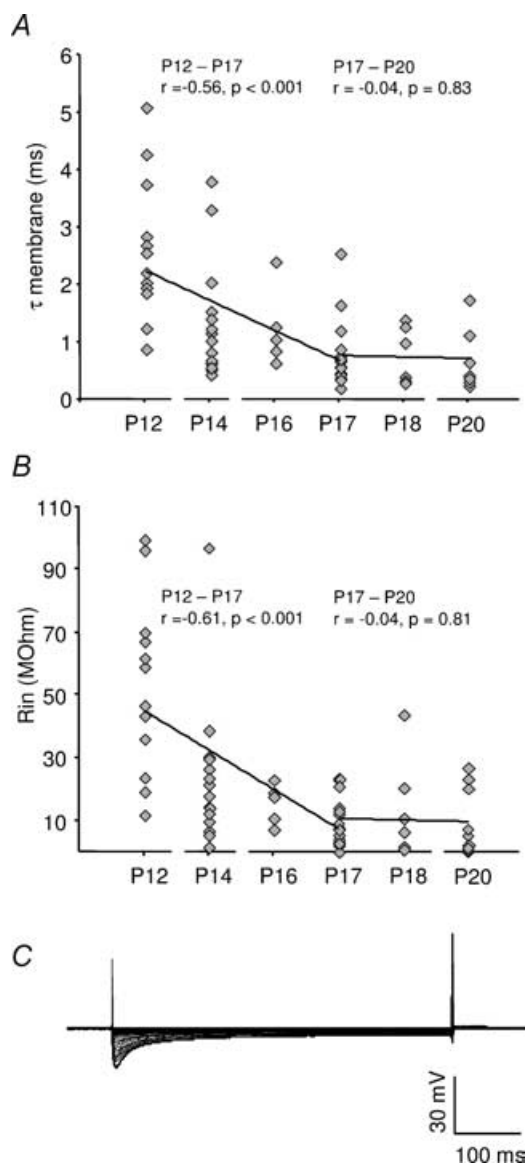 A
6
5
4
3
2
1
0
τ membrane (ms)
P12 – P17
r =-0.56, p < 0.001
P17 – P20
r = -0.04, p = 0.83
P12 P14 P16 P17 P18 P20
B
110
90
70
50
30
10
Rin (MOhm)
P12 – P17
r =-0.61, p < 0.001
P17 – P20
r = -0.04, p = 0.81
P12 P14 P16 P17 P18 P20
C
30 mV
100 ms